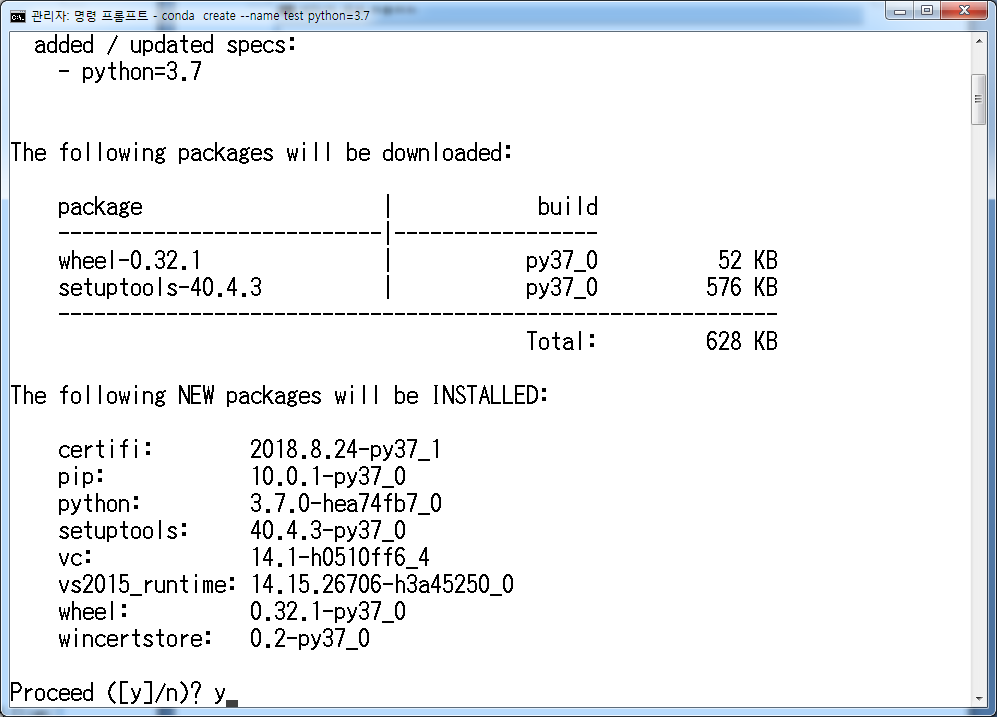 관리자: 명령 프롬프트 - conda  create --name test python=3.7
  added / updated specs:
    - python=3.7
The following packages will be downloaded:
    package                    |            build
    ---------------------------|-----------------
    wheel-0.32.1               |           py37_0          52 KB
    setuptools-40.4.3          |           py37_0         576 KB
    ------------------------------------------------------------
                                           Total:         628 KB
The following NEW packages will be INSTALLED:
    certifi:        2018.8.24-py37_1
    pip:            10.0.1-py37_0
    python:         3.7.0-hea74fb7_0
    setuptools:     40.4.3-py37_0
    vc:             14.1-h0510ff6_4
    vs2015_runtime: 14.15.26706-h3a45250_0
    wheel:          0.32.1-py37_0
    wincertstore:   0.2-py37_0
Proceed ([y]/n)? y